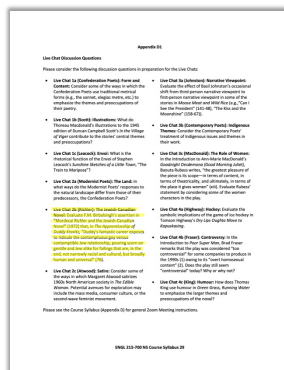 Appendix D1
Live Chat Discussion Questions
Please consider the following discussion questions in preparation for the Live Chats:
• Live Chat 1a (Confederation Poets): Form and
Content: Consider some of the ways in which the
Confederation Poets use traditional metrical
forms (e.g., the sonnet, elegiac metre, etc.) to
emphasize the themes and preoccupations of
their poetry.
• Live Chat 1b (Scott): Illustrations: What do
Thoreau Macdonald's illustrations to the 1945
edition of Duncan Campbell Scott's In the Village
of Viger contribute to the stories' central themes
and preoccupations?
• Live Chat 1c (Leacock): Envoi: What is the
rhetorical function of the Envoi of Stephen
Leacock's Sunshine Sketches of a Little Town, "The
Train to Mariposa"?
• Live Chat 2a (Modernist Poets): The Land: In
what ways do the Modernist Poets' responses to
the natural landscape differ from those of their
predecessors, the Confederation Poets?
• Live Chat 2b (Richler): The Jewish-Canadian
Novel: Evaluate F.M. Birbalsingh's assertion in
"Mordecai Richler and the Jewish-Canadian
Novel" (1972) that, in The Apprenticeship of
Duddy Kravitz, "Duddy's fantastic career exposes
to ridicule the contemptuous goy versus
contemptible Jew relationship, pouring scorn on
gentile and Jew alike for failings that are, in the
end, not narrowly racial and cultural, but broadly
human and universal" (76).
• Live Chat 2c (Atwood): Satire: Consider some of
the ways in which Margaret Atwood satirizes
1960s North American society in The Edible
Woman. Potential avenues for exploration may
include the mass media, consumer culture, or the
second-wave feminist movement.
• Live Chat 3a (Johnston): Narrative Viewpoint:
Evaluate the effect of Basil Johnston's occasional
shift from third-person narrative viewpoint to
first-person narrative viewpoint in some of the
stories in Moose Meat and Wild Rice (e.g., "Can I
See the President" [141-48], "The Kiss and the
Moonshine" [158-67]).
• Live Chat 3b (Contemporary Poets): Indigenous
Themes: Consider the Contemporary Poets'
treatment of Indigenous issues and themes in
their work.
• Live Chat 3c (MacDonald): The Role of Women:
In the Introduction to Ann-Marie MacDonald's
Goodnight Desdemona (Good Morning Juliet),
Banuta Rubess writes, "the greatest pleasure of
the piece is its scope—in terms of content, in
terms of theatricality, and ultimately, in terms of
the place it gives women" (xiii). Evaluate Rubess'
statement by considering some of the women
characters in the play.
• Live Chat 4a (Highway): Hockey: Evaluate the
symbolic implications of the game of ice hockey in
Tomson Highway's Dry Lips Oughta Move to
Kapuskasing.
• Live Chat 4b (Fraser): Controversy: In the
Introduction to Poor Super Man, Brad Fraser
remarks that the play was considered "too
controversial" for some companies to produce in
the 1990s (i) owing to its "overt homosexual
content" (i). Does the play still seem
"controversial" today? Why or why not?
• Live Chat 4c (King): Humour: How does Thomas
King use humour in Green Grass, Running Water
to emphasize the larger themes and
preoccupations of the novel?
Please see the Course Syllabus (Appendix D) for general Zoom Meeting instructions.
ENGL 215-700 NS Course Syllabus 29